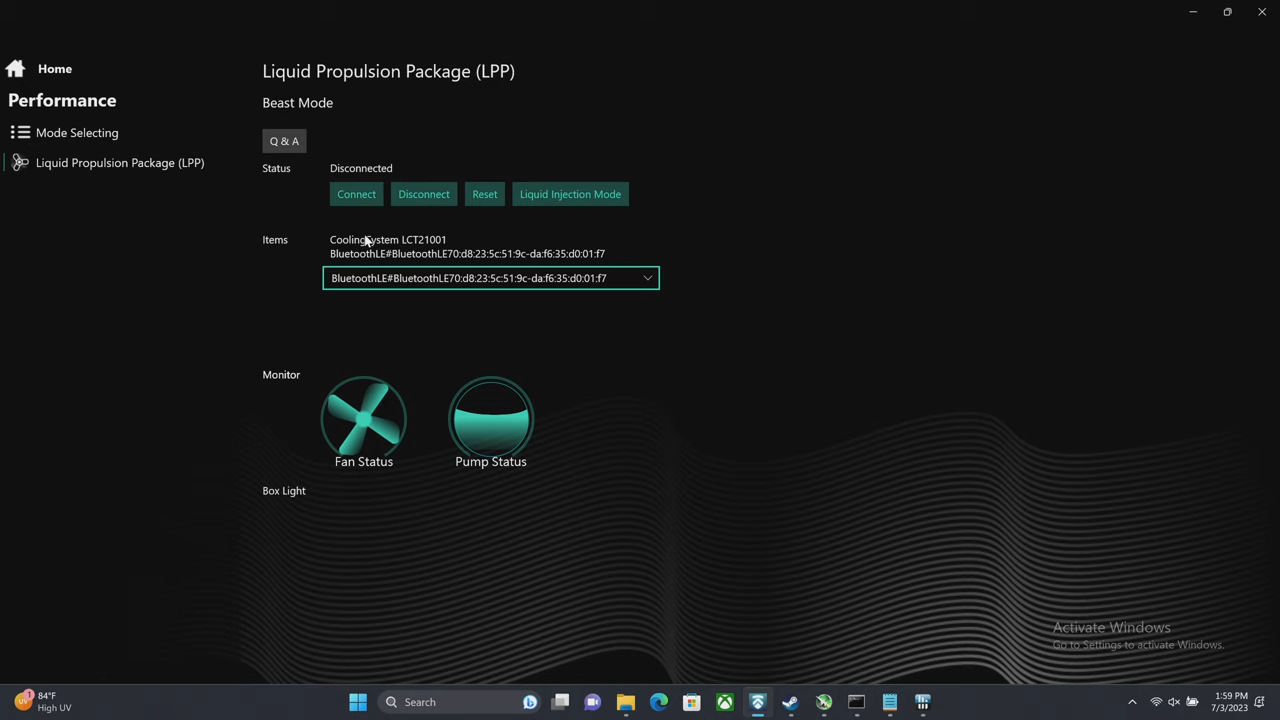 Home
Performance
Mode Selecting
Liquid Propulsion Package (LPP)
Liquid Propulsion Package (LPP)
Beast Mode
Q & A
Status Disconnected
Connect Disconnect Reset Liquid Injection Mode
Items CoolingSystem LCT21001
BluetoothLE#BluetoothLE70:d8:23:5c:51:9c-da:f6:35:d0:01:f7
BluetoothLE#BluetoothLE70:d8:23:5c:51:9c-da:f6:35:d0:01:f7
Monitor
Fan Status Pump Status
Box Light
Activate Windows
Go to Settings to activate Windows.
1
84°F
High UV
Search
1:59 PM
7/3/2023